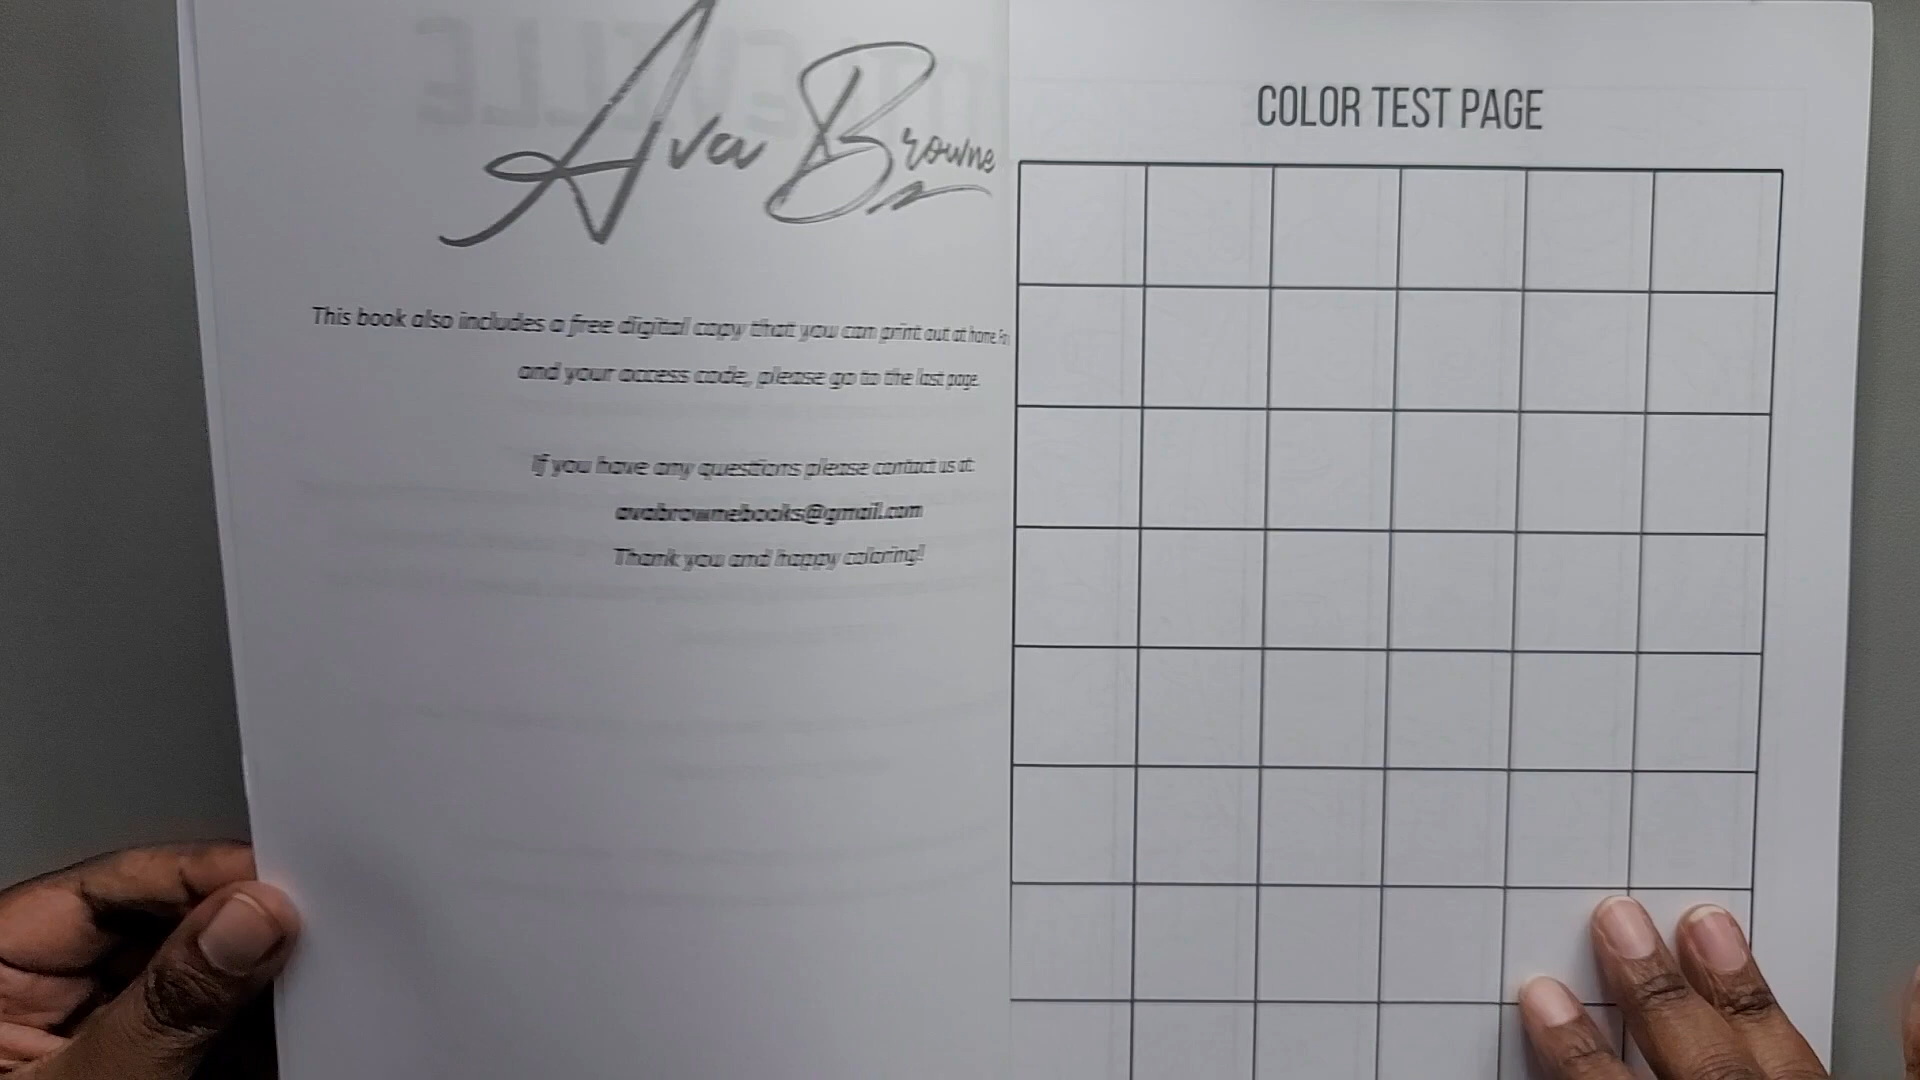 Ava Browne
This book also includes a free digital copy that you can print out at home. For
and your access code, please go to the last page.
If you have any questions please contact us at:
avabrownebooks@gmail.com
Thank you and happy coloring!
COLOR TEST PAGE